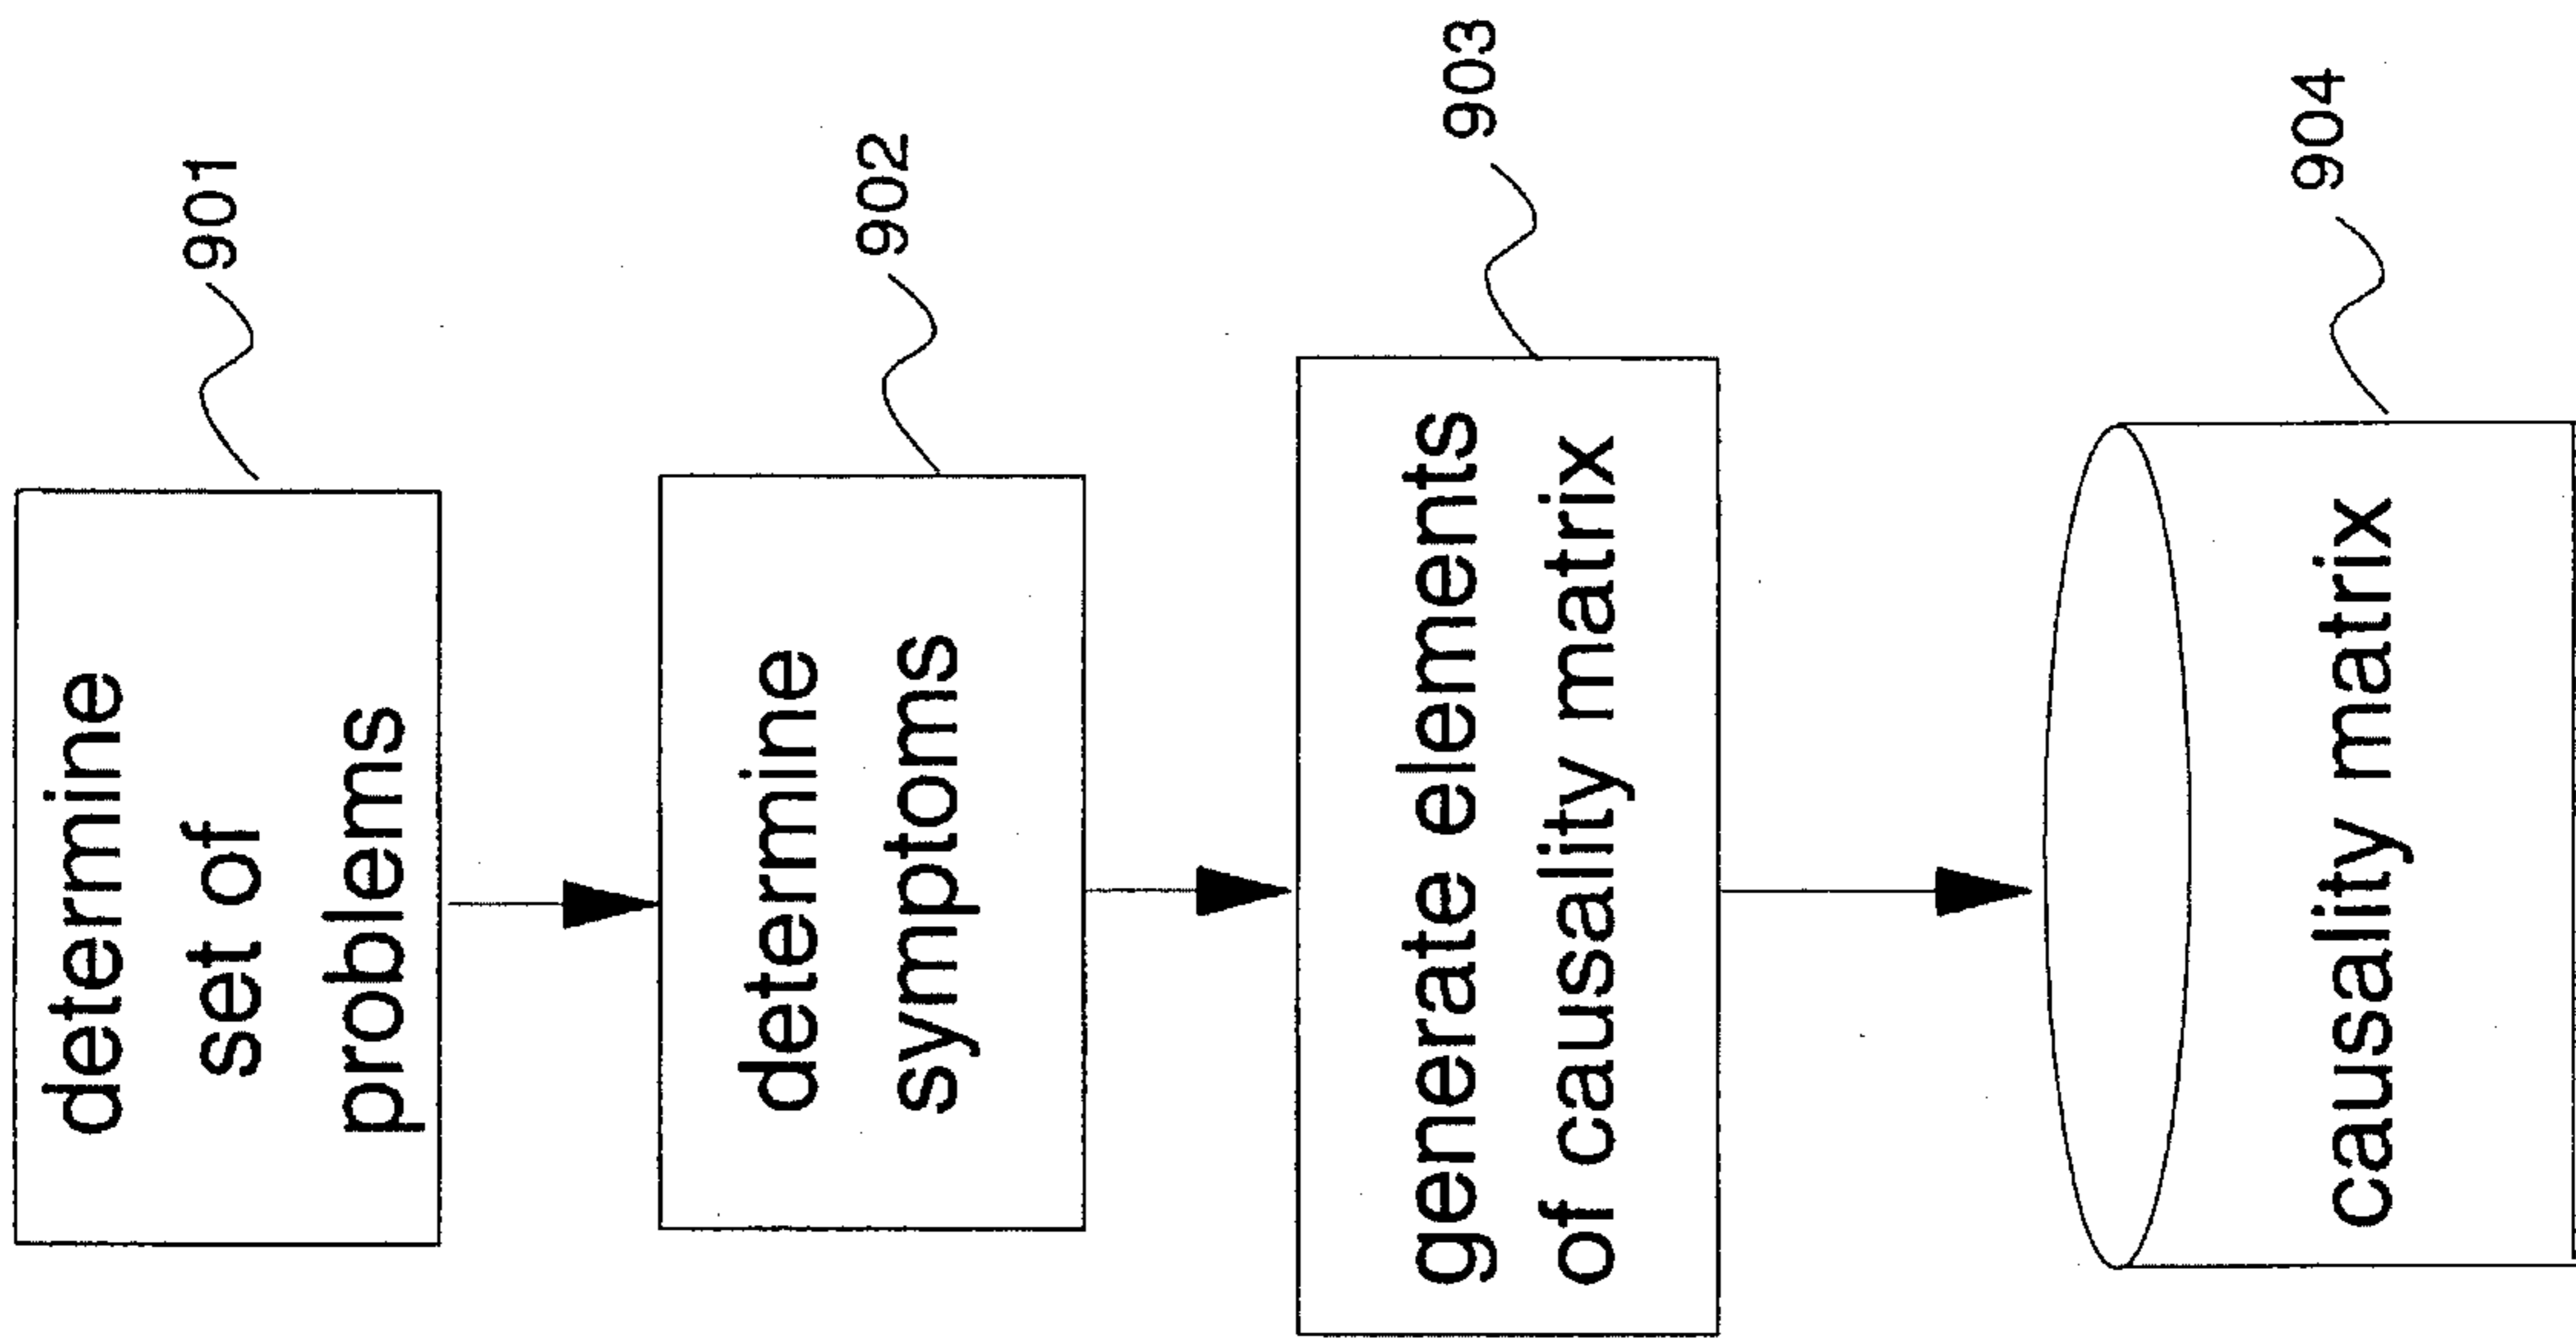 determine
set of
problems
901
determine
symptoms
902
generate elements
of causality matrix
903
causality matrix
904